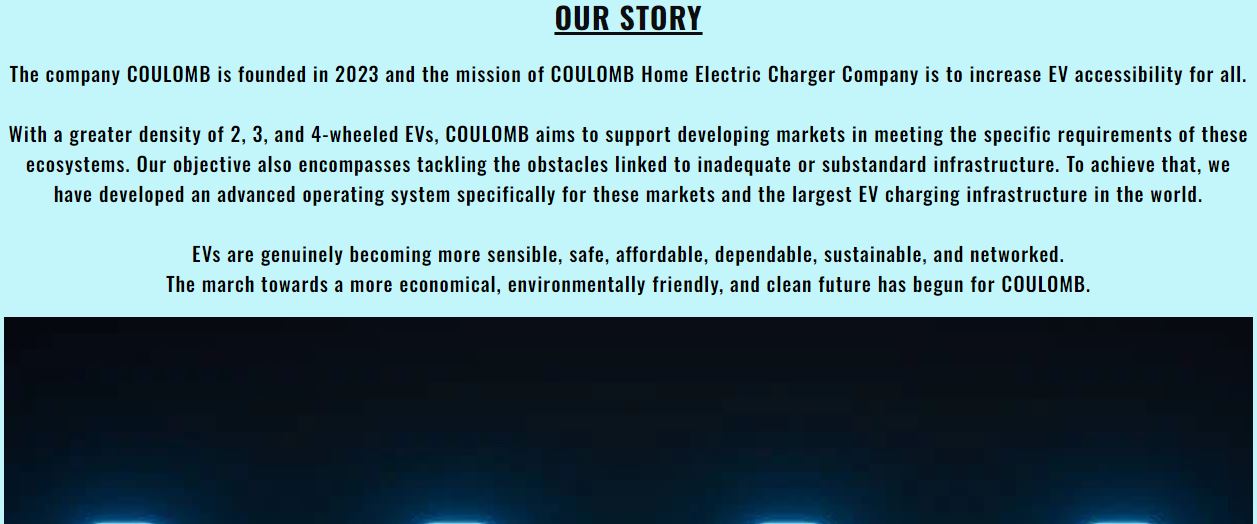 OUR STORY
The company COULOMB is founded in 2023 and the mission of COULOMB Home Electric Charger Company is to increase EV accessibility for all.
With a greater density of 2, 3, and 4-wheeled EVs, COULOMB aims to support developing markets in meeting the specific requirements of these
ecosystems. Our objective also encompasses tackling the obstacles linked to inadequate or substandard infrastructure. To achieve that, we
have developed an advanced operating system specifically for these markets and the largest EV charging infrastructure in the world.
EVs are genuinely becoming more sensible, safe, affordable, dependable, sustainable, and networked.
The march towards a more economical, environmentally friendly, and clean future has begun for COULOMB.